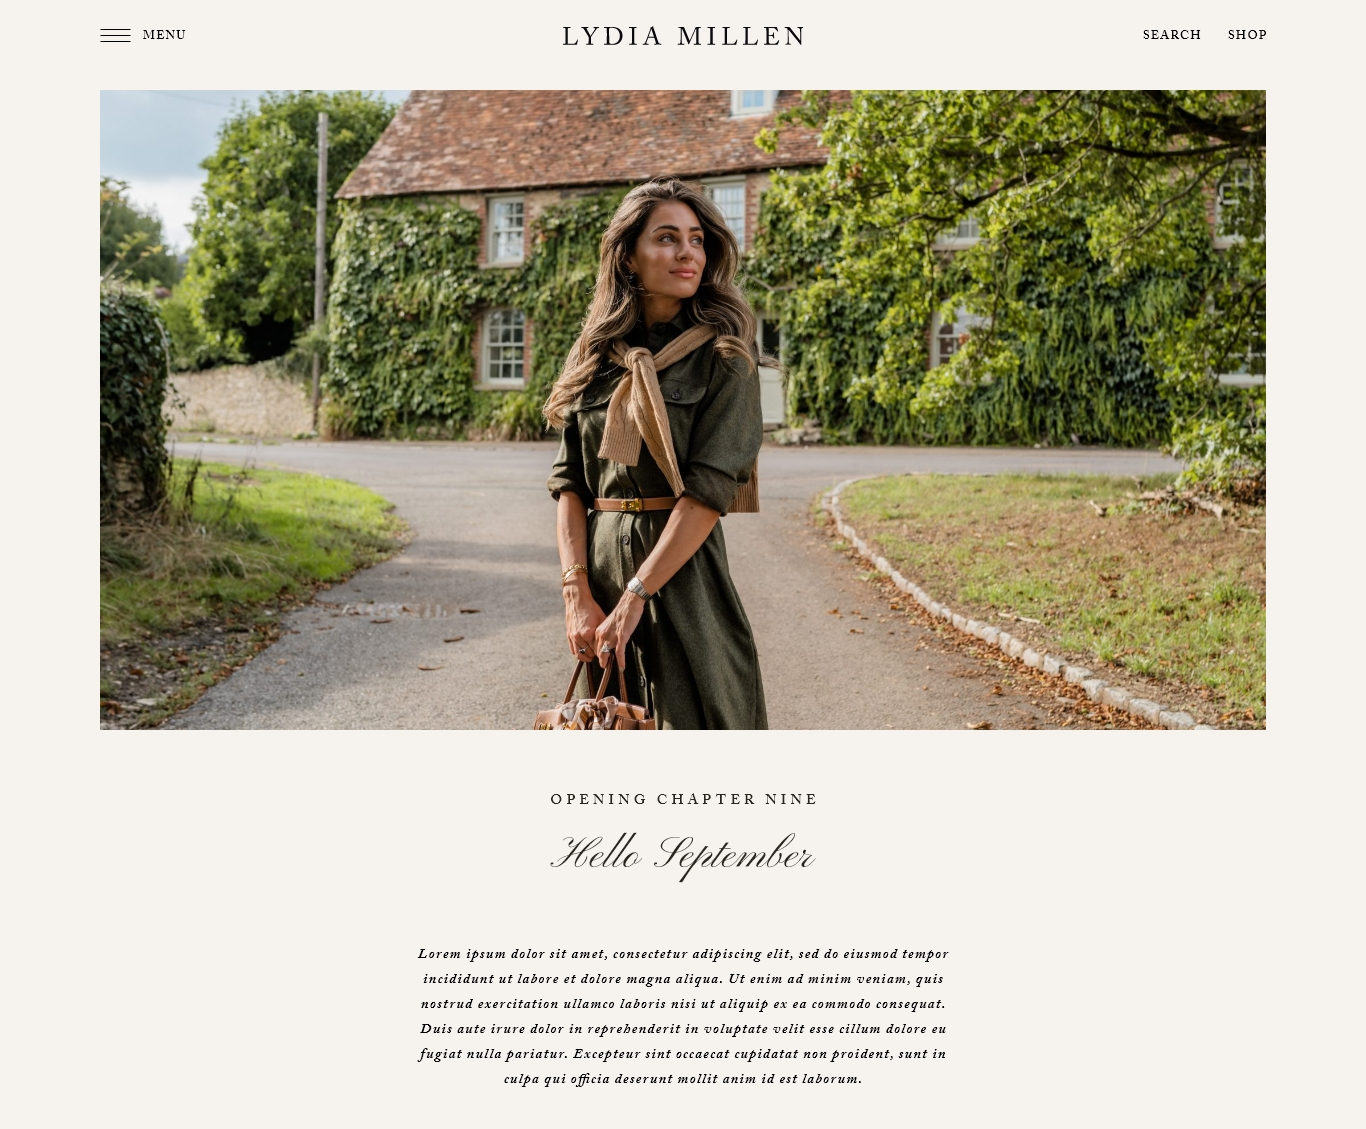 MENU
LYDIA MILLEN
SEARCH
SHOP
OPENING CHAPTER NINE
Hello September
Lorem ipsum dolor sit amet, consectetur adipiscing elit, sed do eiusmod tempor
incididunt ut labore et dolore magna aliqua. Ut enim ad minim veniam, quis
nostrud exercitation ullamco laboris nisi ut aliquip ex ea commodo consequat.
Duis aute irure dolor in reprehenderit in voluptate velit esse cillum dolore eu
fugiat nulla pariatur. Excepteur sint occaecat cupidatat non proident, sunt in
culpa qui officia deserunt mollit anim id est laborum.